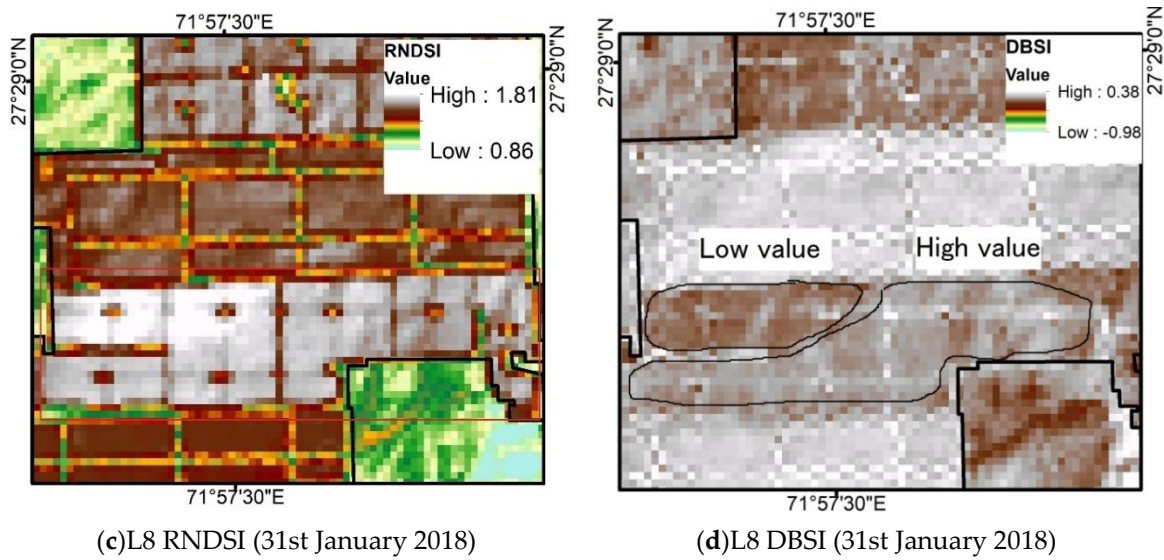 71°57'30"E
27°29'0"N
27°29'0"N
RNDSI
Value
High : 1.81
Low : 0.86
71°57'30"E
(c)L8 RNDSI (31st January 2018)
71°57'30"E
27°29'0"N
27°29'0"N
DBSI
Value
High : 0.38
Low : -0.98
Low value
High value
71°57'30"E
(d)L8 DBSI (31st January 2018)